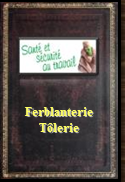 Santé et
sécurité
au travail
Ferblanterie
Tôlerie